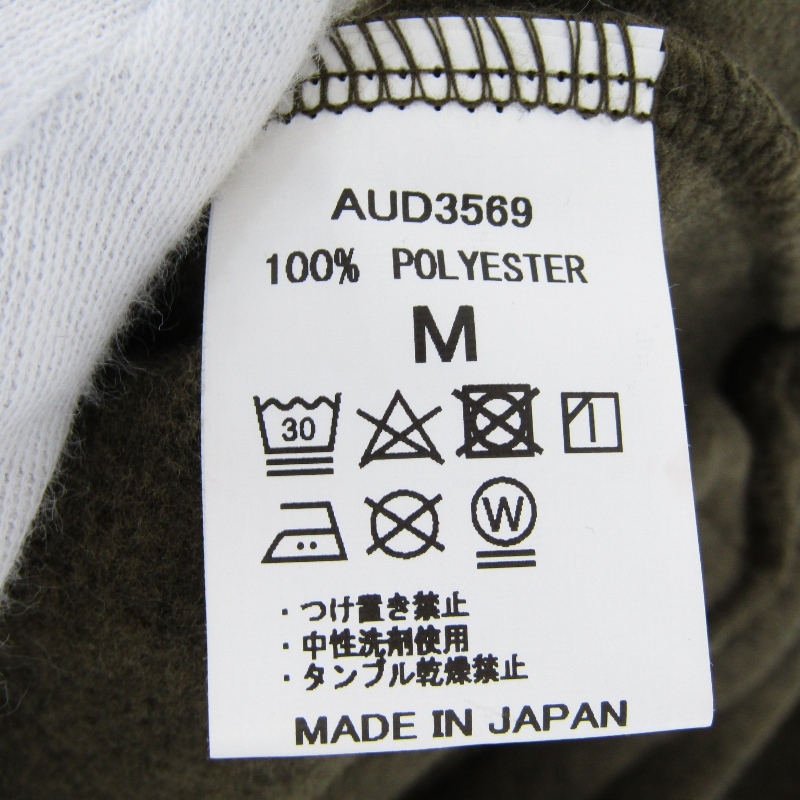 AUD3569
100% POLYESTER
M
30
W
・つけ置き禁止
・中性洗剤使用
・タンブル乾燥禁止
MADE IN JAPAN